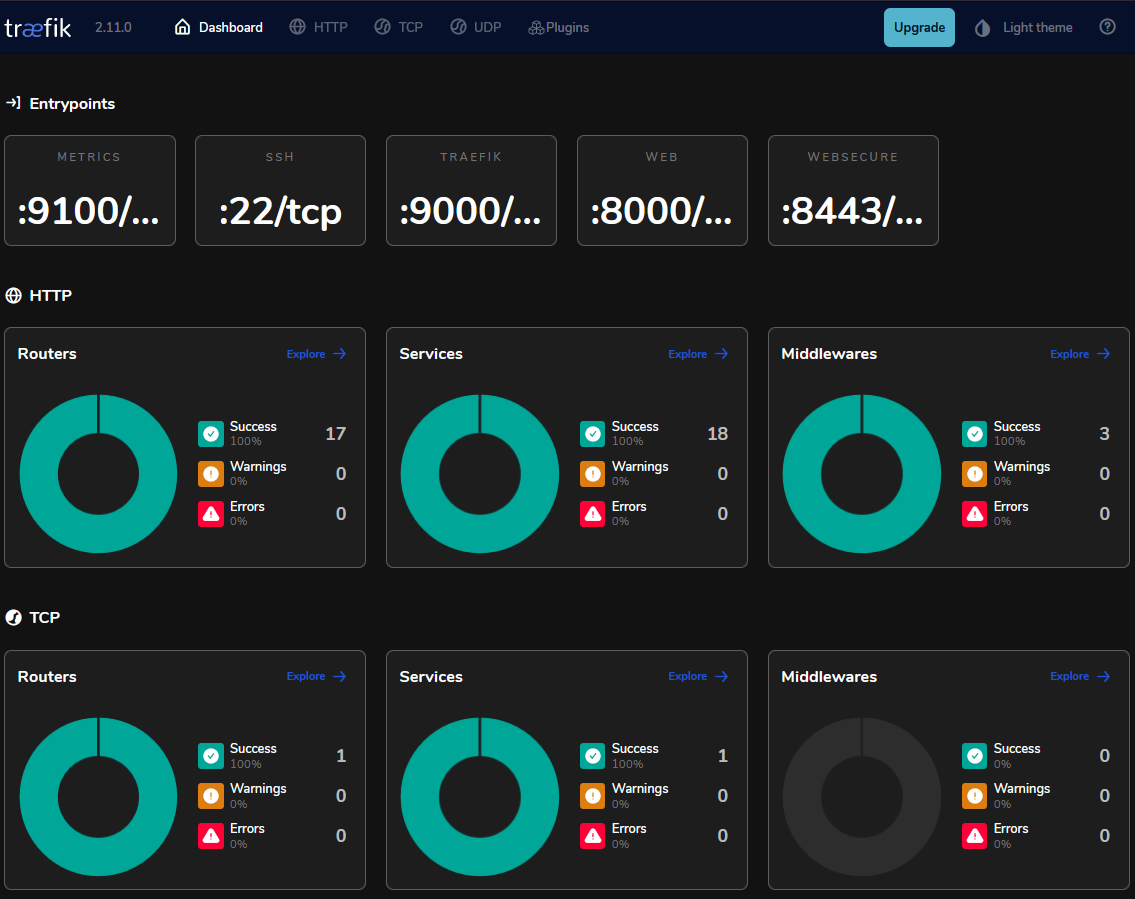 træfik 2.11.0 Dashboard HTTP TCP UDP Plugins Upgrade Light theme
Entrypoints
METRICS SSH TRAEFIK WEB WEBSECURE
:9100/... :22/tcp :9000/... :8000/... :8443/...
HTTP
Routers Explore Services Explore Middlewares Explore
Success 17 Success 18 Success 3
100% 100% 100%
Warnings 0 Warnings 0 Warnings 0
0% 0% 0%
Errors 0 Errors 0 Errors 0
0% 0% 0%
TCP
Routers Explore Services Explore Middlewares Explore
Success 1 Success 1 Success 0
100% 100% 0%
Warnings 0 Warnings 0 Warnings 0
0% 0% 0%
Errors 0 Errors 0 Errors 0
0% 0% 0%